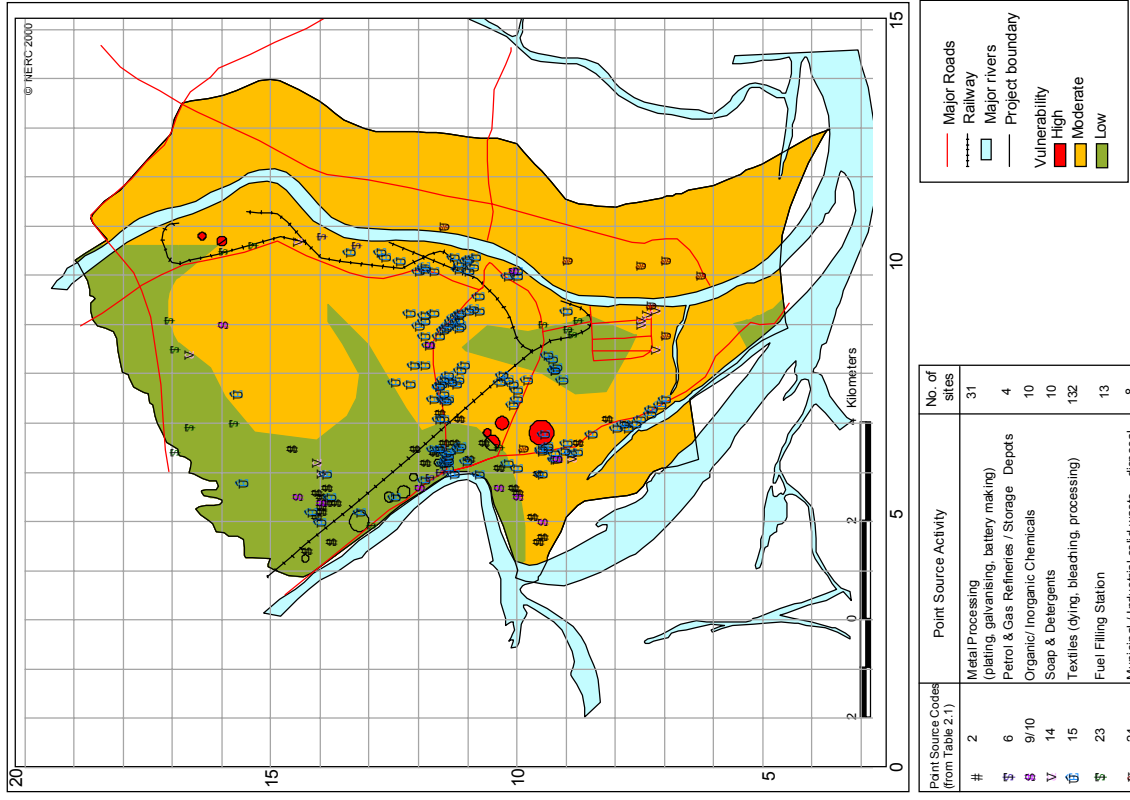 © NERC 2000
20
15
10
5
0
5
10
15
2
0
2
4
Kilometers
Major Roads
Railway
Major rivers
Project boundary
Vulnerability
High
Moderate
Low
Point Source Codes
(from Table 2.1)
Point Source Activity
No. of
sites
# 2 Metal Processing 31
(plating, galvanising, battery making)
$ 6 Petrol & Gas Refineries / Storage Depots 4
S 9/10 Organic/ Inorganic Chemicals 10
V 14 Soap & Detergents 10
15 Textiles (dying, bleaching, processing) 132
$ 23 Fuel Filling Station 13